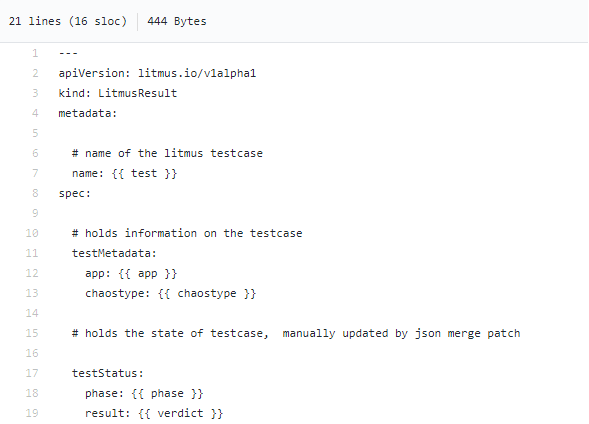 21 lines (16 sloc) 444 Bytes
1 ---
2 apiVersion: litmus.io/v1alpha1
3 kind: LitmusResult
4 metadata:
5
6 # name of the litmus testcase
7 name: {{ test }}
8 spec:
9
10 # holds information on the testcase
11 testMetadata:
12 app: {{ app }}
13 chaostype: {{ chaostype }}
14
15 # holds the state of testcase,  manually updated by json merge patch
16
17 testStatus:
18 phase: {{ phase }}
19 result: {{ verdict }}